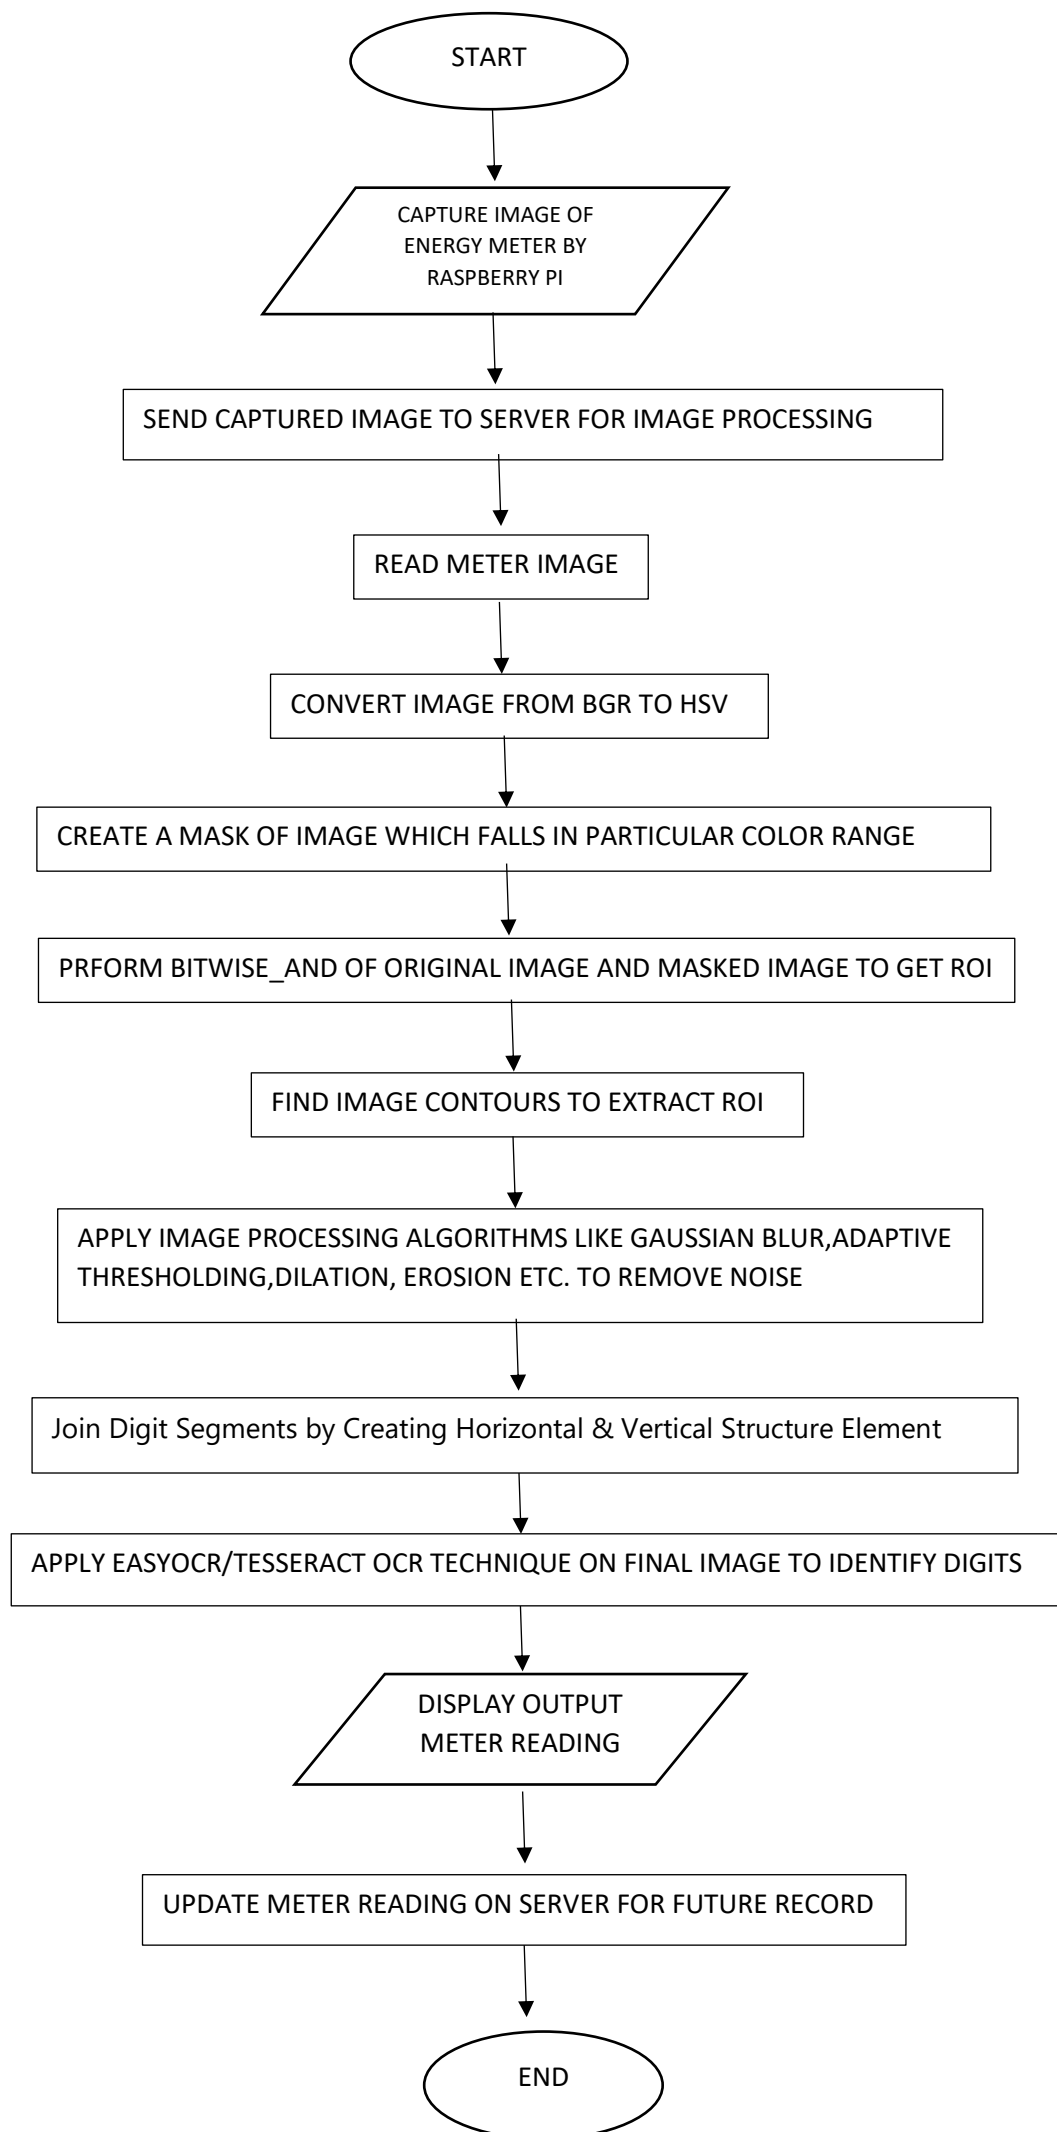 START
CAPTURE IMAGE OF
ENERGY METER BY
RASPBERRY PI
SEND CAPTURED IMAGE TO SERVER FOR IMAGE PROCESSING
READ METER IMAGE
CONVERT IMAGE FROM BGR TO HSV
CREATE A MASK OF IMAGE WHICH FALLS IN PARTICULAR COLOR RANGE
PRFORM BITWISE_AND OF ORIGINAL IMAGE AND MASKED IMAGE TO GET ROI
FIND IMAGE CONTOURS TO EXTRACT ROI
APPLY IMAGE PROCESSING ALGORITHMS LIKE GAUSSIAN BLUR,ADAPTIVE
THRESHOLDING,DILATION, EROSION ETC. TO REMOVE NOISE
Join Digit Segments by Creating Horizontal & Vertical Structure Element
APPLY EASYOCR/TESSERACT OCR TECHNIQUE ON FINAL IMAGE TO IDENTIFY DIGITS
DISPLAY OUTPUT
METER READING
UPDATE METER READING ON SERVER FOR FUTURE RECORD
END